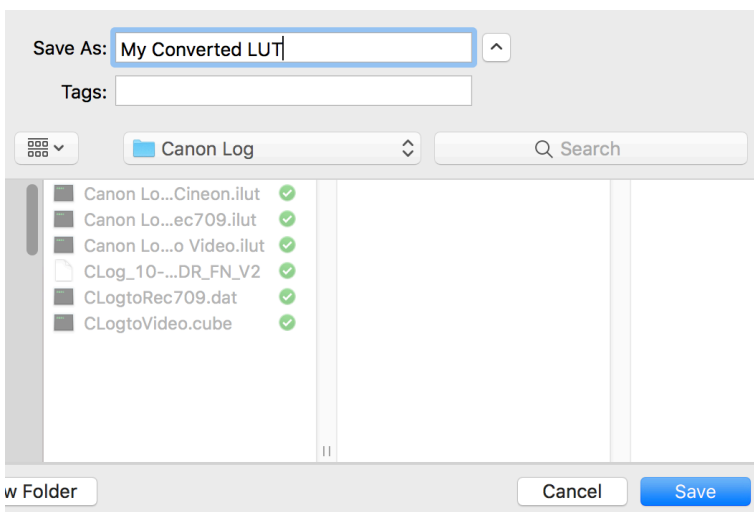 Save As: My Converted LUT
Tags:
Canon Log
Search
Canon Lo...Cineon.ilut
Canon Lo...ec709.ilut
Canon Lo...o Video.ilut
CLog_10-...DR_FN_V2
CLogtoRec709.dat
CLogtoVideo.cube
w Folder
Cancel
Save